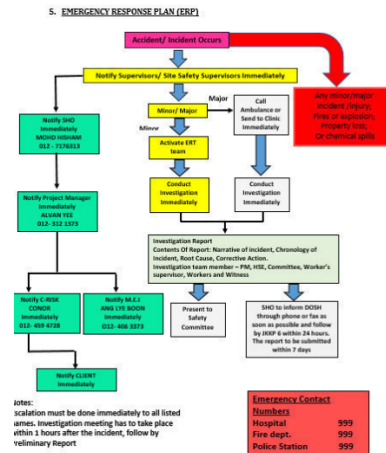 5. EMERGENCY RESPONSE PLAN (ERP)
Accident/ Incident Occurs
Notify Supervisors/ Site Safety Supervisors Immediately
Any minor/major
incident /injury;
Fires or explosion;
Property loss;
Or chemical spills
Notify SHO
Immediately
MOHD HISHAM
012 - 7176313
Minor/ Major
Major
Minor
Call
Ambulance or
Send to Clinic
Immediately
Activate ERT
team
Conduct
Investigation
Immediately
Conduct
Investigation
Immediately
Notify Project Manager
Immediately
ALVAN YEE
012- 312 1373
Investigation Report
Contents Of Report: Narrative of incident, Chronology of
Incident, Root Cause, Corrective Action.
Investigation team member – PM, HSE, Committee, Worker's
supervisor, Workers and Witness
Notify C-RISK
CONOR
Immediately
012- 459 4728
Notify M.E.I
ANG LYE BOON
Immediately
012- 406 3373
Present to
Safety
Committee
SHO to inform DOSH
through phone or fax as
soon as possible and follow
by JKKP 6 within 24 hours.
The report to be submitted
within 7 days
Notify CLIENT
Immediately
Notes:
Escalation must be done immediately to all listed
names. Investigation meeting has to take place
within 1 hours after the incident, follow by
Preliminary Report
Emergency Contact
Numbers
Hospital 999
Fire dept. 999
Police Station 999